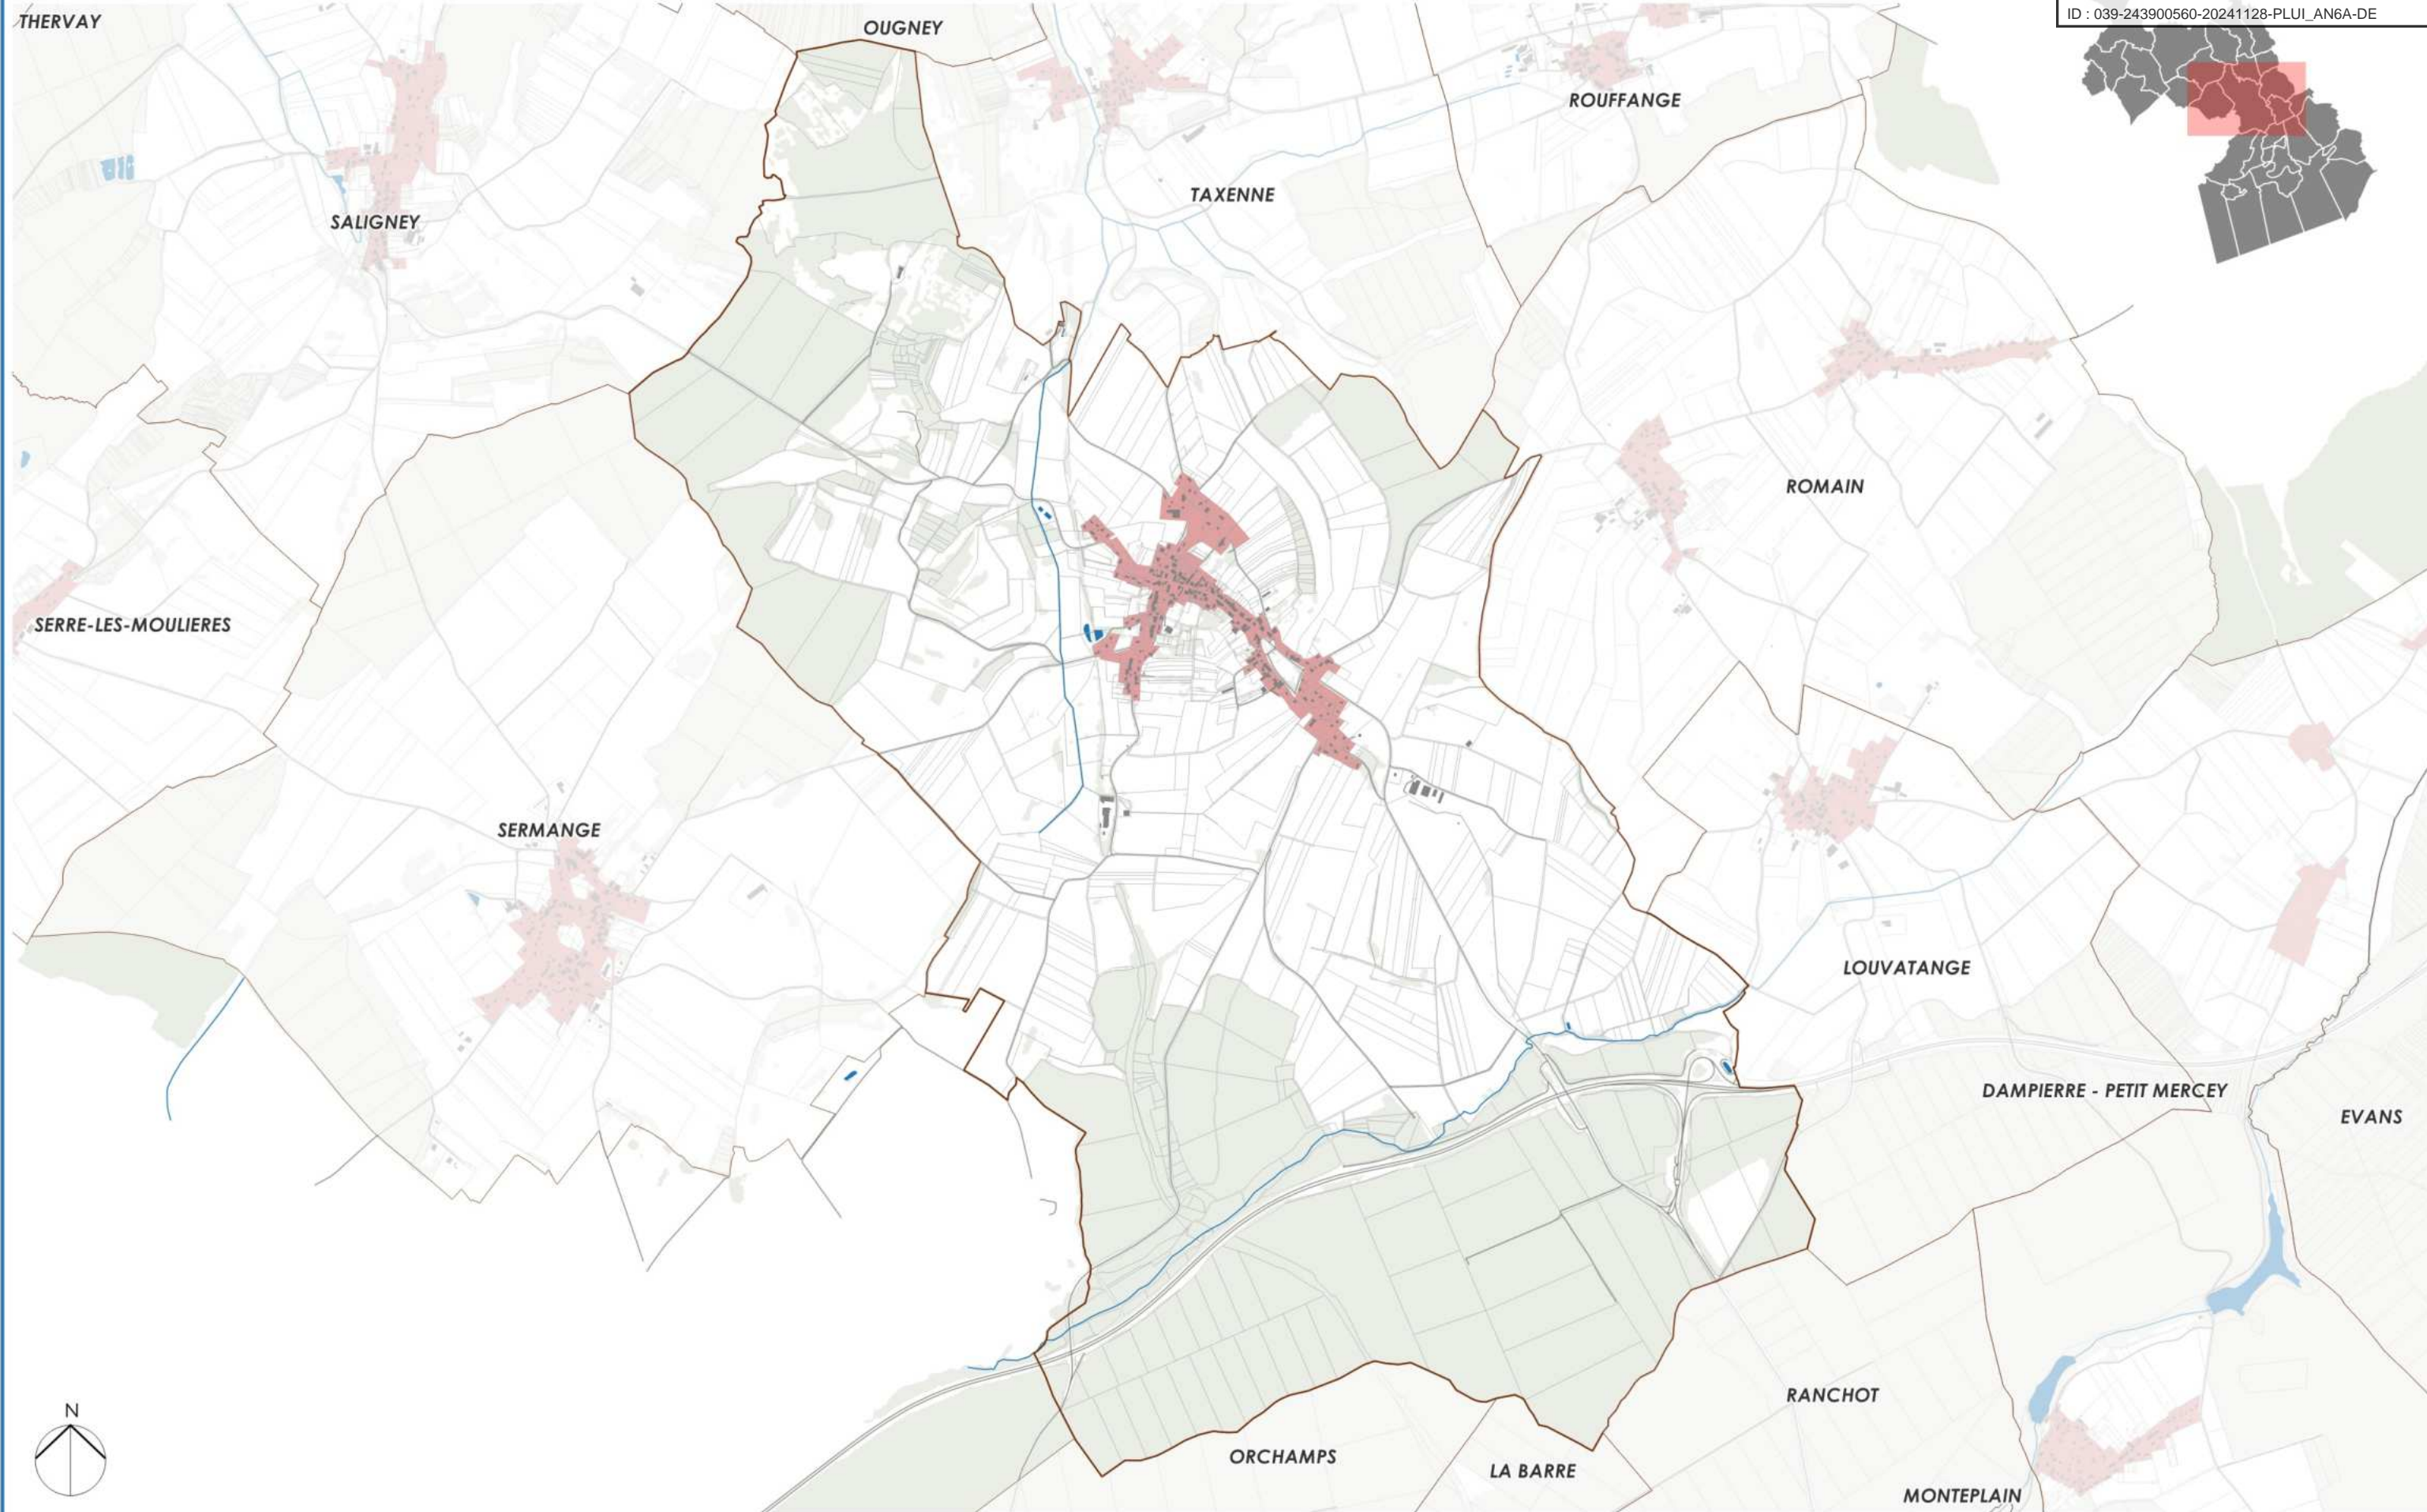 THERVAY
OUGNEY
ID : 039-243900560-20241128-PLUI_AN6A-DE
ROUFFANGE
TAXENNE
SALIGNEY
ROMAIN
SERRE-LES-MOULIERES
SERMANGE
LOUVATANGE
DAMPIERRE - PETIT MERCEY
EVANS
RANCHOT
N
ORCHAMPS
LA BARRE
MONTEPLAIN